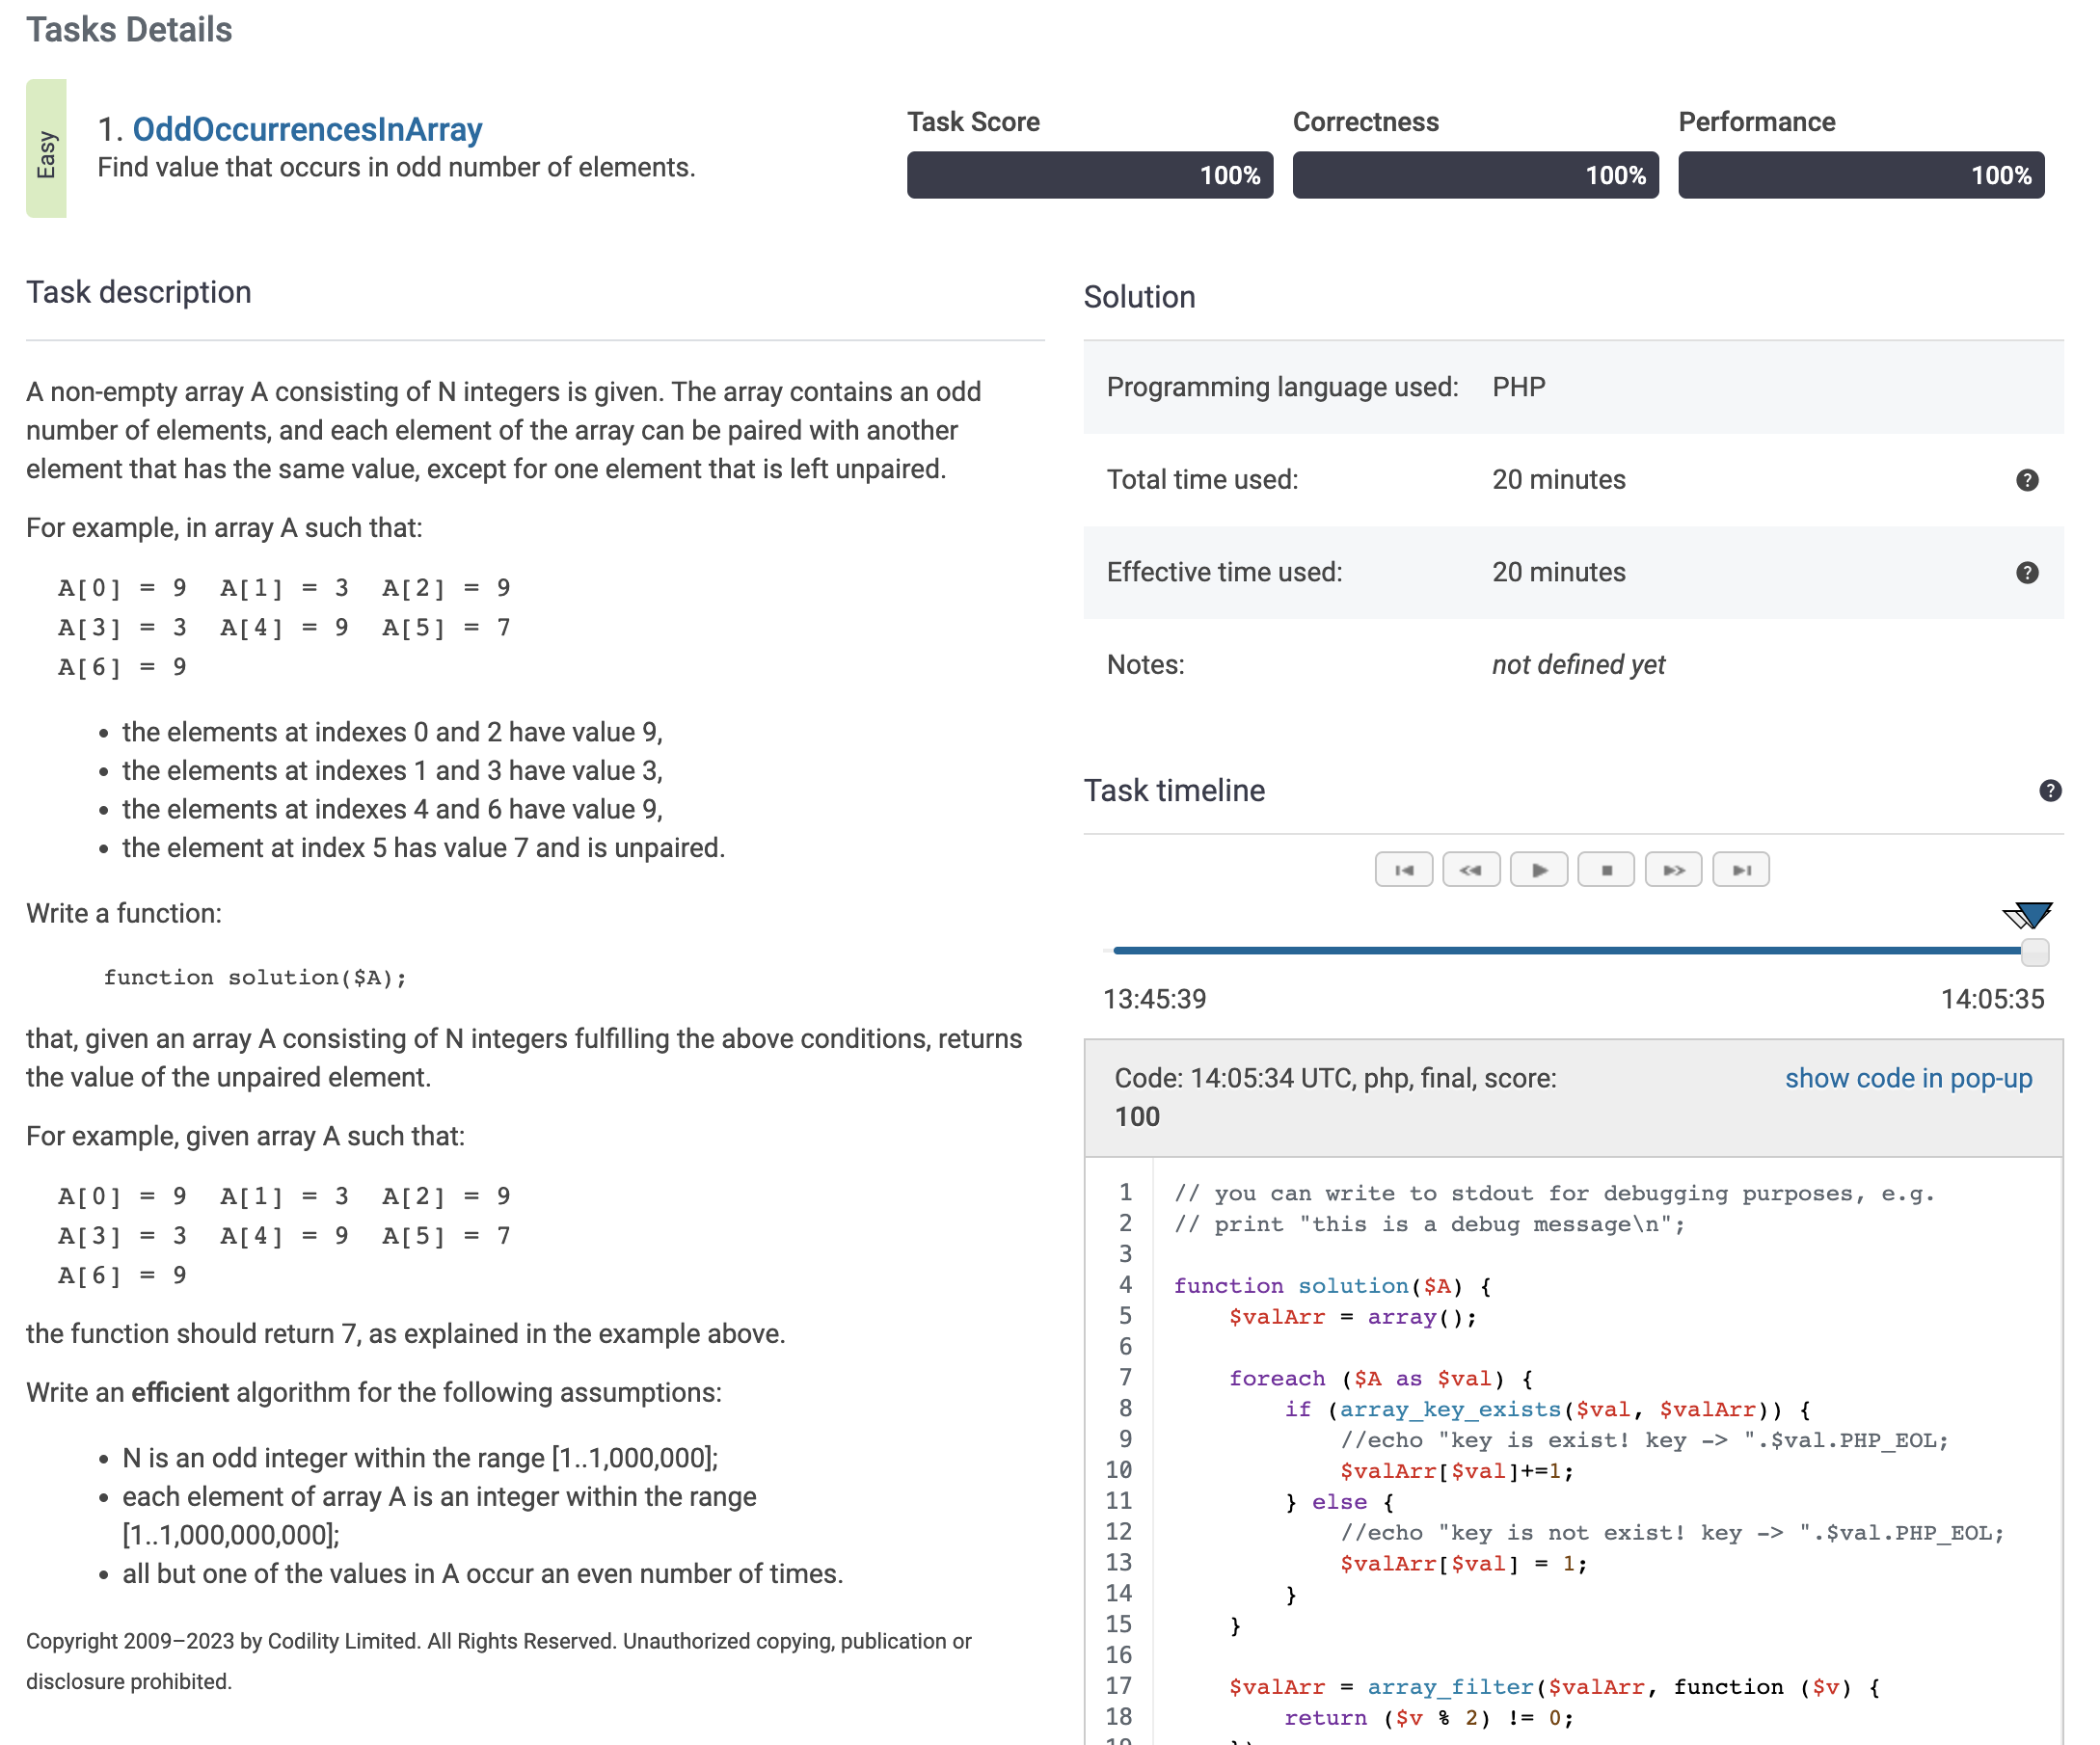 Tasks Details
Easy
1. OddOccurrencesInArray
Find value that occurs in odd number of elements.
Task Score
100%
Correctness
100%
Performance
100%
Task description
A non-empty array A consisting of N integers is given. The array contains an odd
number of elements, and each element of the array can be paired with another
element that has the same value, except for one element that is left unpaired.
For example, in array A such that:
A[0] = 9  A[1] = 3  A[2] = 9
A[3] = 3  A[4] = 9  A[5] = 7
A[6] = 9
• the elements at indexes 0 and 2 have value 9,
• the elements at indexes 1 and 3 have value 3,
• the elements at indexes 4 and 6 have value 9,
• the element at index 5 has value 7 and is unpaired.
Write a function:
function solution($A);
that, given an array A consisting of N integers fulfilling the above conditions, returns
the value of the unpaired element.
For example, given array A such that:
A[0] = 9  A[1] = 3  A[2] = 9
A[3] = 3  A[4] = 9  A[5] = 7
A[6] = 9
the function should return 7, as explained in the example above.
Write an efficient algorithm for the following assumptions:
• N is an odd integer within the range [1..1,000,000];
• each element of array A is an integer within the range
[1..1,000,000,000];
• all but one of the values in A occur an even number of times.
Copyright 2009–2023 by Codility Limited. All Rights Reserved. Unauthorized copying, publication or
disclosure prohibited.
Solution
Programming language used: PHP
Total time used: 20 minutes ?
Effective time used: 20 minutes ?
Notes: not defined yet
Task timeline ?
13:45:39 14:05:35
Code: 14:05:34 UTC, php, final, score:
100
show code in pop-up
1 // you can write to stdout for debugging purposes, e.g.
2 // print "this is a debug message\n";
3
4 function solution($A) {
5     $valArr = array();
6
7     foreach ($A as $val) {
8         if (array_key_exists($val, $valArr)) {
9             //echo "key is exist! key -> ".$val.PHP_EOL;
10             $valArr[$val]+=1;
11         } else {
12             //echo "key is not exist! key -> ".$val.PHP_EOL;
13             $valArr[$val] = 1;
14         }
15     }
16
17     $valArr = array_filter($valArr, function ($v) {
18         return ($v % 2) != 0;